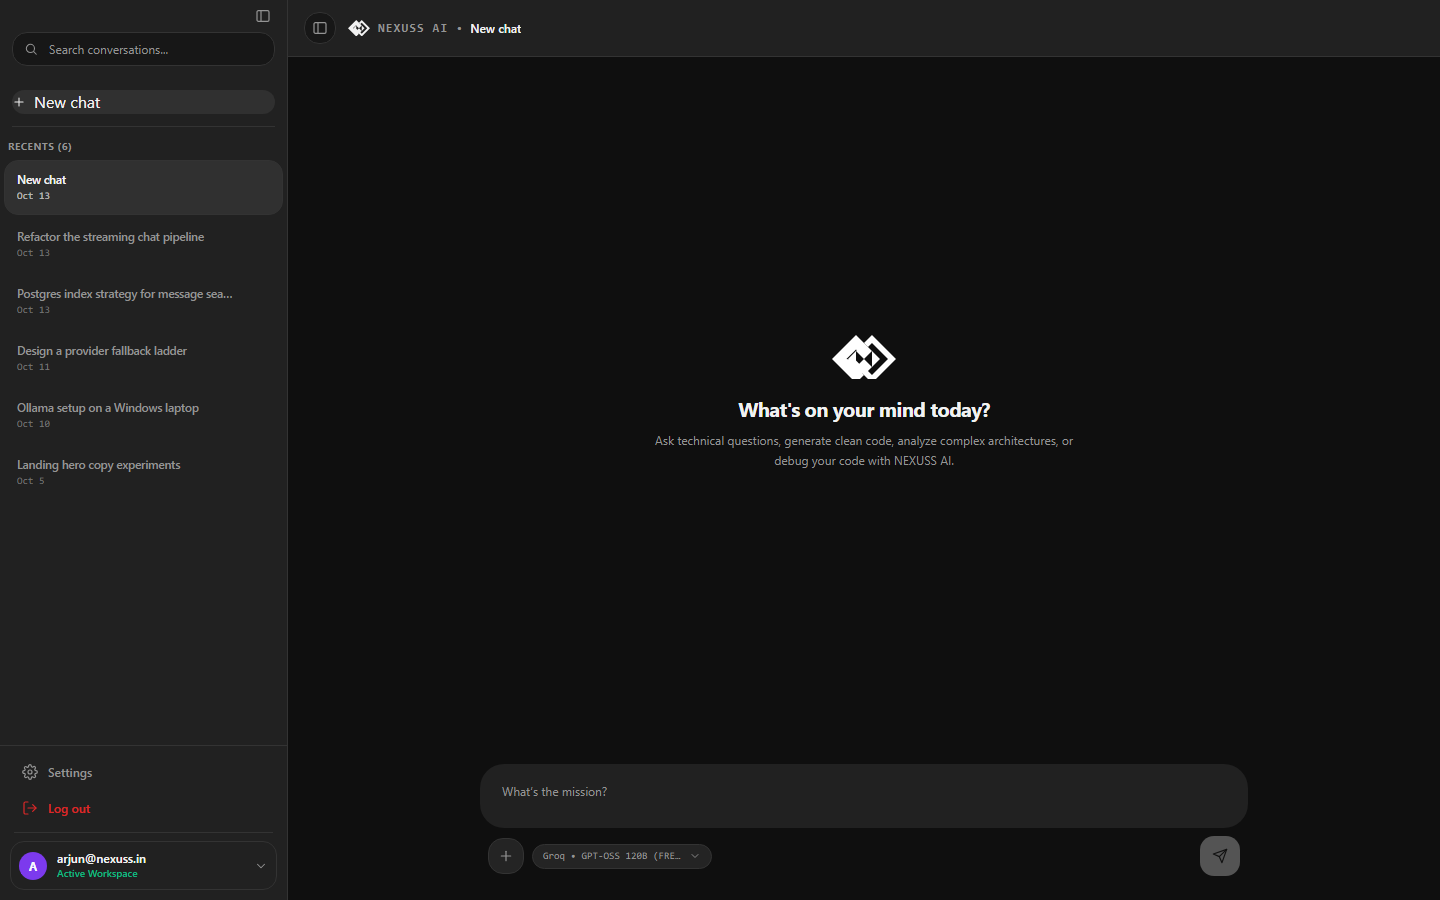 Search conversations...
New chat
RECENTS (6)
New chat
Oct 13
Refactor the streaming chat pipeline
Oct 13
Postgres index strategy for message sea...
Oct 13
Design a provider fallback ladder
Oct 11
Ollama setup on a Windows laptop
Oct 10
Landing hero copy experiments
Oct 5
Settings
Log out
A
arjun@nexuss.in
Active Workspace
NEXUSS AI • New chat
What's on your mind today?
Ask technical questions, generate clean code, analyze complex architectures, or
debug your code with NEXUSS AI.
What's the mission?
Groq • GPT-OSS 120B (FRE…